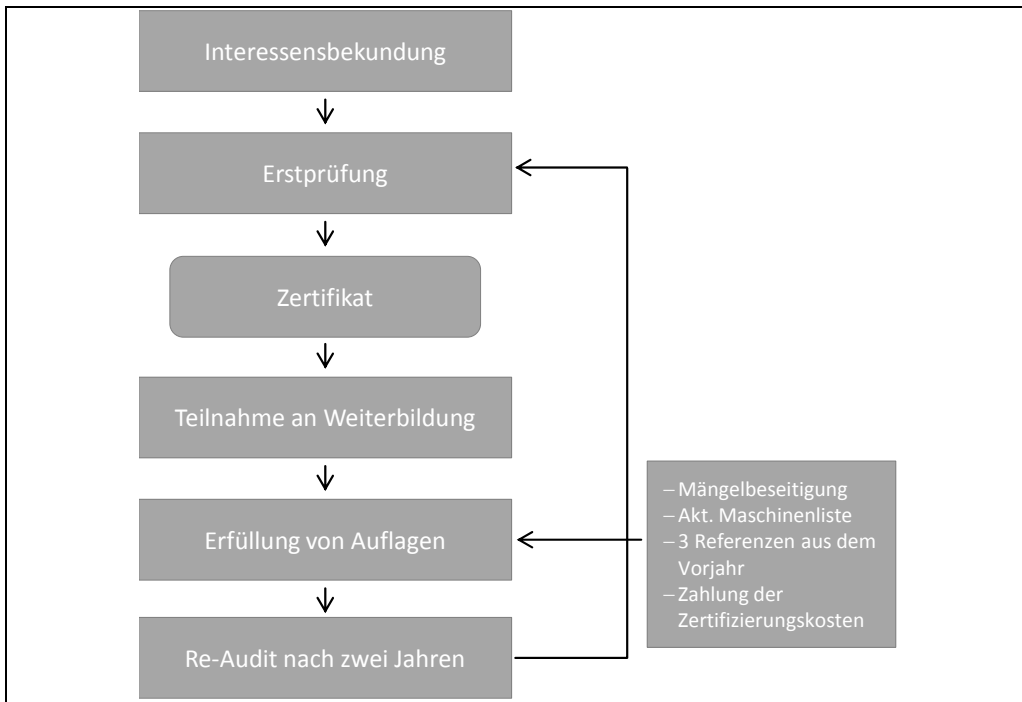 Interessensbekundung
Erstprüfung
Zertifikat
Teilnahme an Weiterbildung
Erfüllung von Auflagen
Re-Audit nach zwei Jahren
– Mängelbeseitigung
– Akt. Maschinenliste
– 3 Referenzen aus dem
Vorjahr
– Zahlung der
Zertifizierungskosten